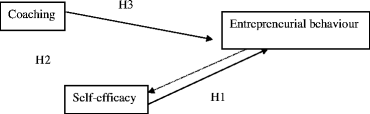 H3
Coaching
Entrepreneurial behaviour
H2
Self-efficacy
H1